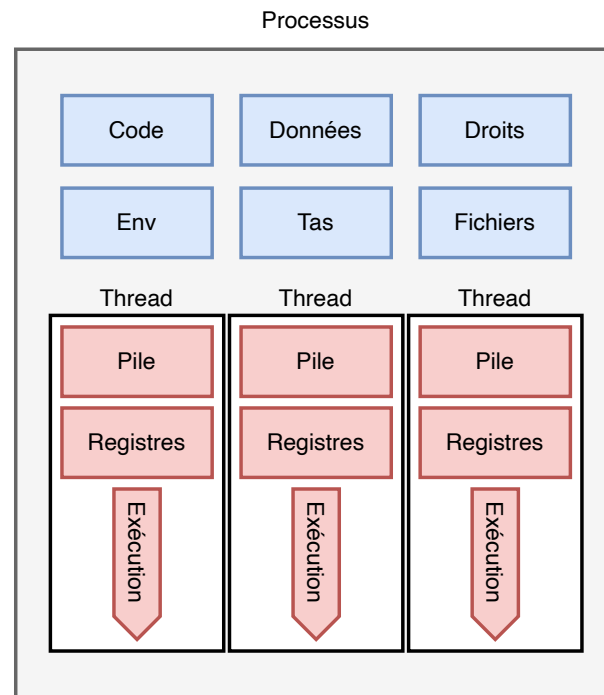 Processus
Code Données Droits
Env Tas Fichiers
Thread Thread Thread
Pile Pile Pile
Registres Registres Registres
Exécution Exécution Exécution